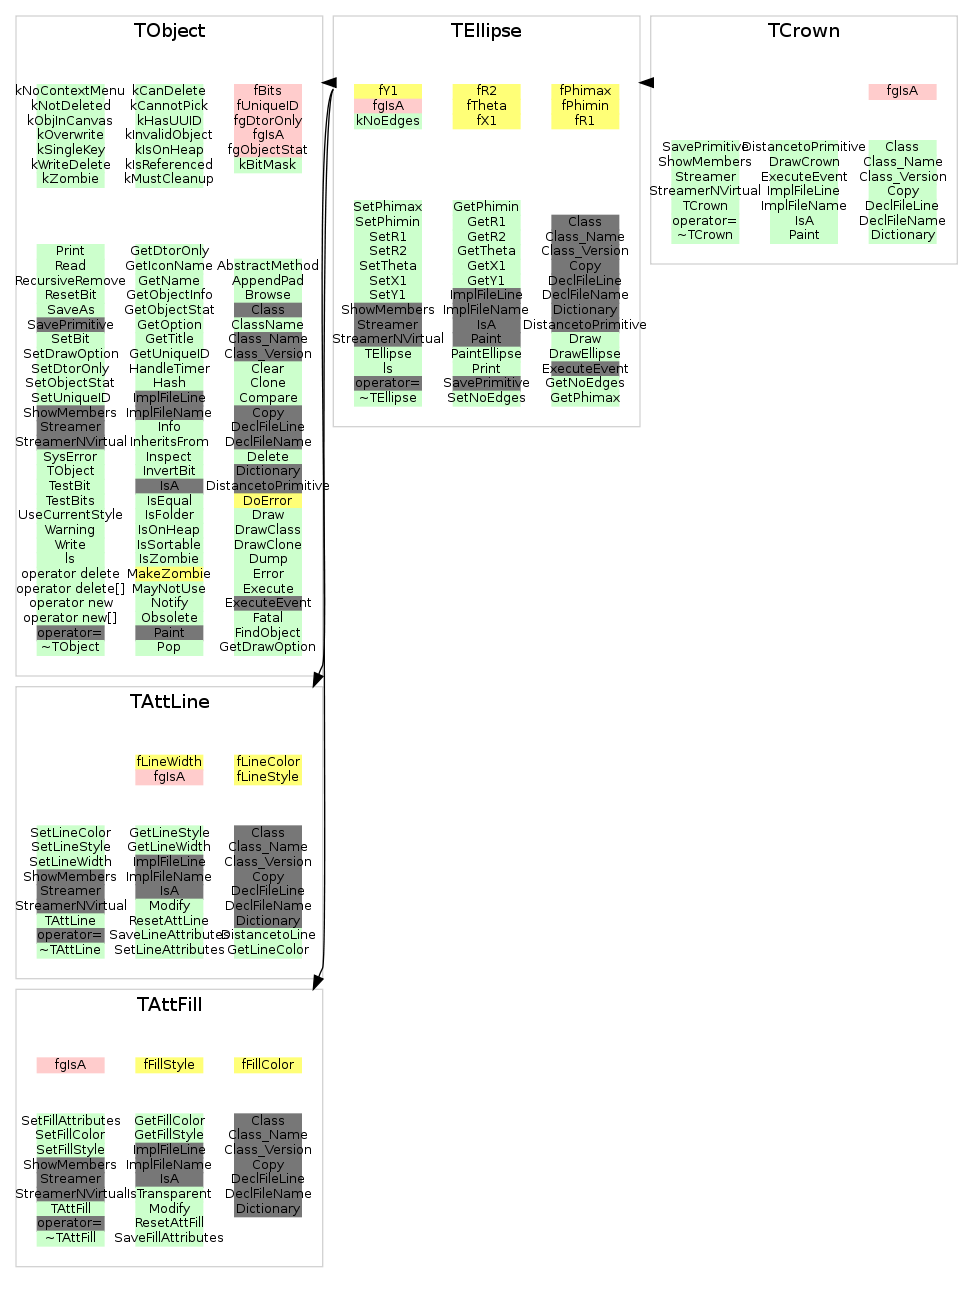 TObject
kNoContextMenu kCanDelete fBits
kNotDeleted kCannotPick fUniqueID
kObjInCanvas kHasUUID fgDtorOnly
kOverwrite kInvalidObject fgIsA
kSingleKey kIsOnHeap fgObjectStat
kWriteDelete kIsReferenced kBitMask
kZombie kMustCleanup
Print GetDtorOnly
Read GetIconName AbstractMethod
RecursiveRemove GetName AppendPad
ResetBit GetObjectInfo Browse
SaveAs GetObjectStat Class
SavePrimitive GetOption ClassName
SetBit GetTitle Class_Name
SetDrawOption GetUniqueID Class_Version
SetDtorOnly HandleTimer Clear
SetObjectStat Hash Clone
SetUniqueID ImplFileLine Compare
ShowMembers ImplFileName Copy
Streamer Info DeclFileLine
StreamerNVirtual InheritsFrom DeclFileName
SysError Inspect Delete
TObject InvertBit Dictionary
TestBit IsA DistancetoPrimitive
TestBits IsEqual DoError
UseCurrentStyle IsFolder Draw
Warning IsOnHeap DrawClass
Write IsSortable DrawClone
ls IsZombie Dump
operator delete MakeZombie Error
operator delete[] MayNotUse Execute
operator new Notify ExecuteEvent
operator new[] Obsolete Fatal
operator= Paint FindObject
~TObject Pop GetDrawOption
TEllipse
fY1 fR2 fPhimax
fgIsA fTheta fPhimin
kNoEdges fX1 fR1
SetPhimax GetPhimin
SetPhimin GetR1 Class
SetR1 GetR2 Class_Name
SetR2 GetTheta Class_Version
SetTheta GetX1 Copy
SetX1 GetY1 DeclFileLine
SetY1 ImplFileLine DeclFileName
ShowMembers ImplFileName Dictionary
Streamer IsA DistancetoPrimitive
StreamerNVirtual Paint Draw
TEllipse PaintEllipse DrawEllipse
ls Print ExecuteEvent
operator= SavePrimitive GetNoEdges
~TEllipse SetNoEdges GetPhimax
TCrown
fgIsA
SavePrimitive DistancetoPrimitive Class
ShowMembers DrawCrown Class_Name
Streamer ExecuteEvent Class_Version
StreamerNVirtual ImplFileLine Copy
TCrown ImplFileName DeclFileLine
operator= IsA DeclFileName
~TCrown Paint Dictionary
TAttLine
fLineWidth fLineColor
fgIsA fLineStyle
SetLineColor GetLineStyle Class
SetLineStyle GetLineWidth Class_Name
SetLineWidth ImplFileLine Class_Version
ShowMembers ImplFileName Copy
Streamer IsA DeclFileLine
StreamerNVirtual Modify DeclFileName
TAttLine ResetAttLine Dictionary
operator= SaveLineAttributes DistancetoLine
~TAttLine SetLineAttributes GetLineColor
TAttFill
fgIsA fFillStyle fFillColor
SetFillAttributes GetFillColor Class
SetFillColor GetFillStyle Class_Name
SetFillStyle ImplFileLine Class_Version
ShowMembers ImplFileName Copy
Streamer IsA DeclFileLine
StreamerNVirtual IsTransparent DeclFileName
TAttFill Modify Dictionary
operator= ResetAttFill
~TAttFill SaveFillAttributes